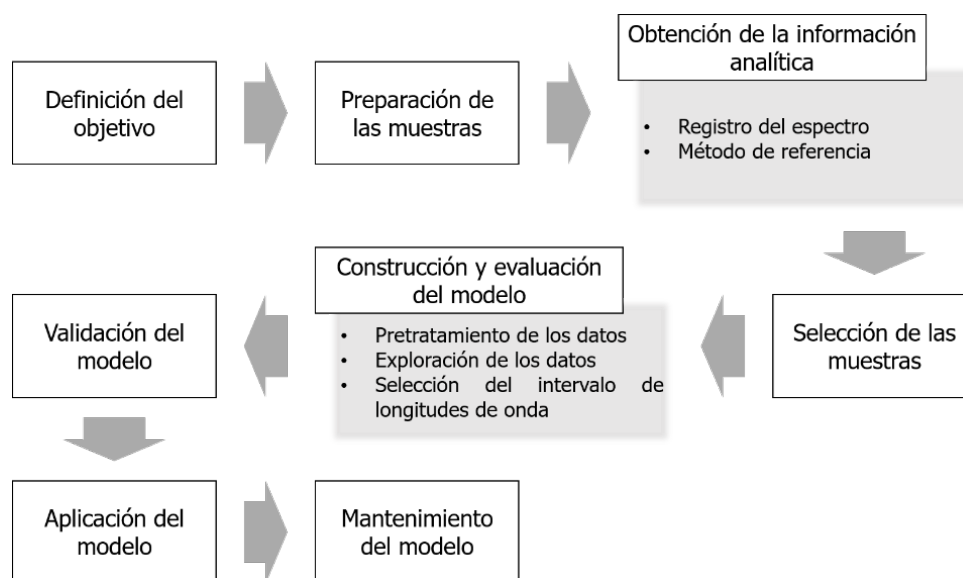 Definición del
objetivo
Preparación de
las muestras
Obtención de la información
analítica
• Registro del espectro
• Método de referencia
Selección de las
muestras
Construcción y evaluación
del modelo
• Pretratamiento de los datos
• Exploración de los datos
• Selección del intervalo de
longitudes de onda
Validación del
modelo
Aplicación del
modelo
Mantenimiento
del modelo